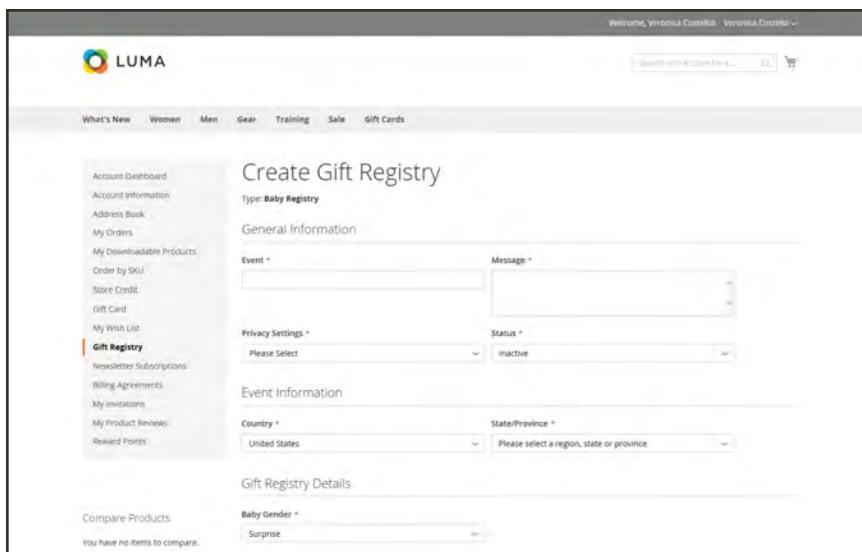 Welcome, Veronica Costello! Veronica Costello
LUMA
Search entire store here...
What's New Women Men Gear Training Sale Gift Cards
Account Dashboard
Account Information
Address Book
My Orders
My Downloadable Products
Order by SKU
Store Credit
Gift Card
My Wish List
Gift Registry
Newsletter Subscriptions
Billing Agreements
My Invitations
My Product Reviews
Reward Points
Compare Products
You have no items to compare.
Create Gift Registry
Type: Baby Registry
General Information
Event * Message *
Privacy Settings * Status *
Please Select Inactive
Event Information
Country * State/Province *
United States Please select a region, state or province
Gift Registry Details
Baby Gender *
Surprise